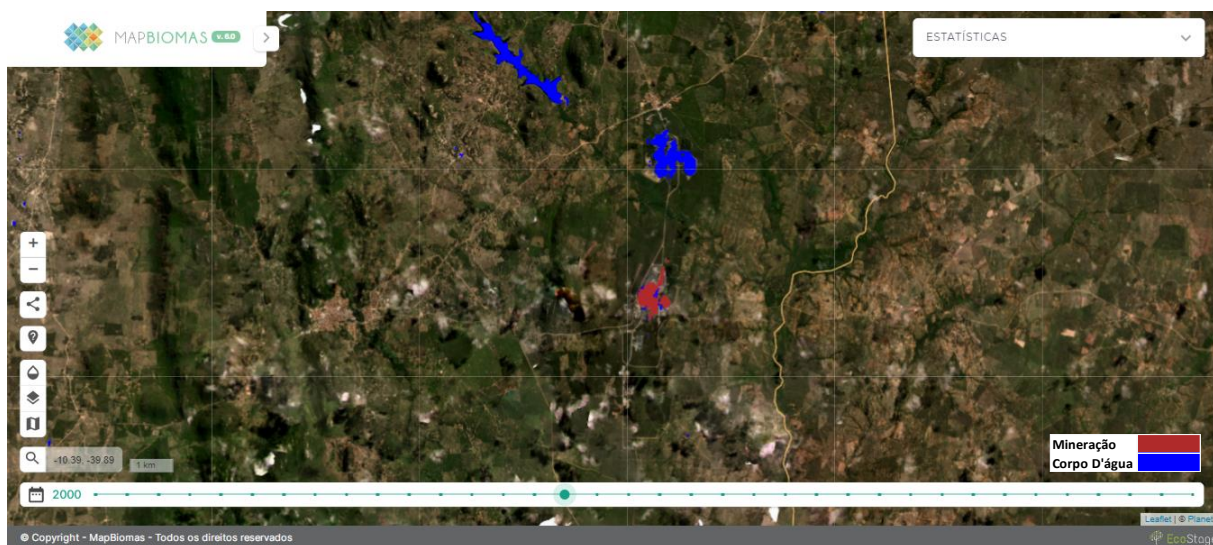 MAPBIOMAS v. 6.0
ESTATÍSTICAS
-10.39, -39.89
1 km
Mineração
Corpo D'água
2000
Leaflet | © Planet
© Copyright - MapBiomas - Todos os direitos reservados
EcoStage